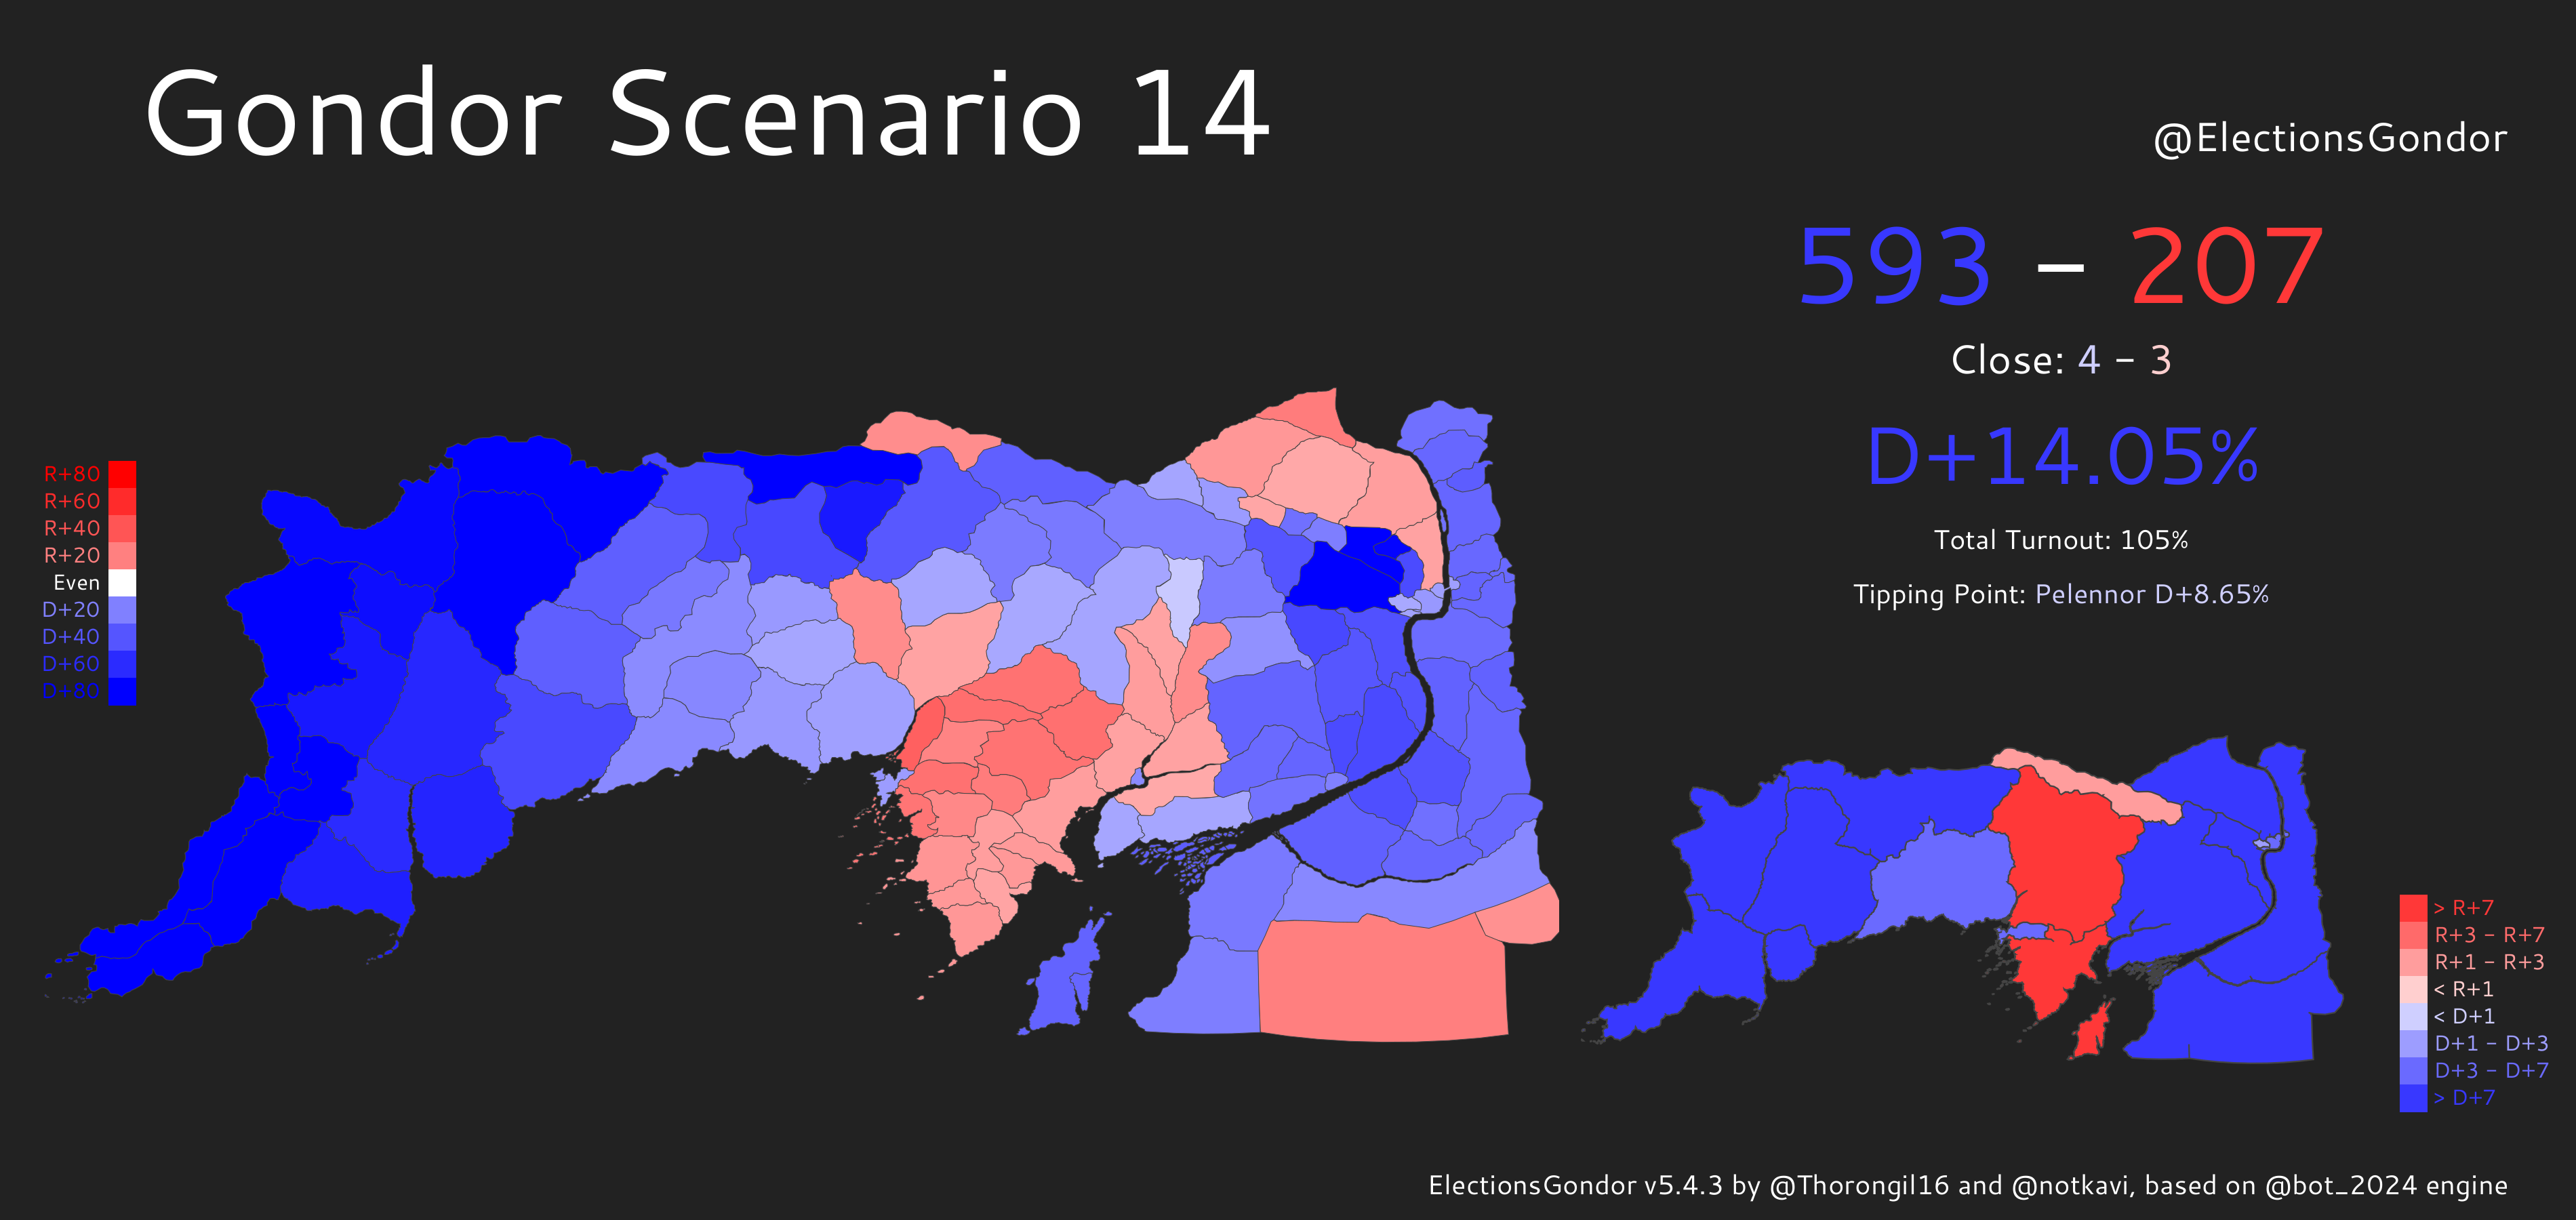 Gondor Scenario 14
@ElectionsGondor
593 – 207
Close: 4 – 3
D+14.05%
Total Turnout: 105%
Tipping Point: Pelennor D+8.65%
R+80
R+60
R+40
R+20
Even
D+20
D+40
D+60
D+80
> R+7
R+3 – R+7
R+1 – R+3
< R+1
< D+1
D+1 – D+3
D+3 – D+7
> D+7
ElectionsGondor v5.4.3 by @Thorongil16 and @notkavi, based on @bot_2024 engine